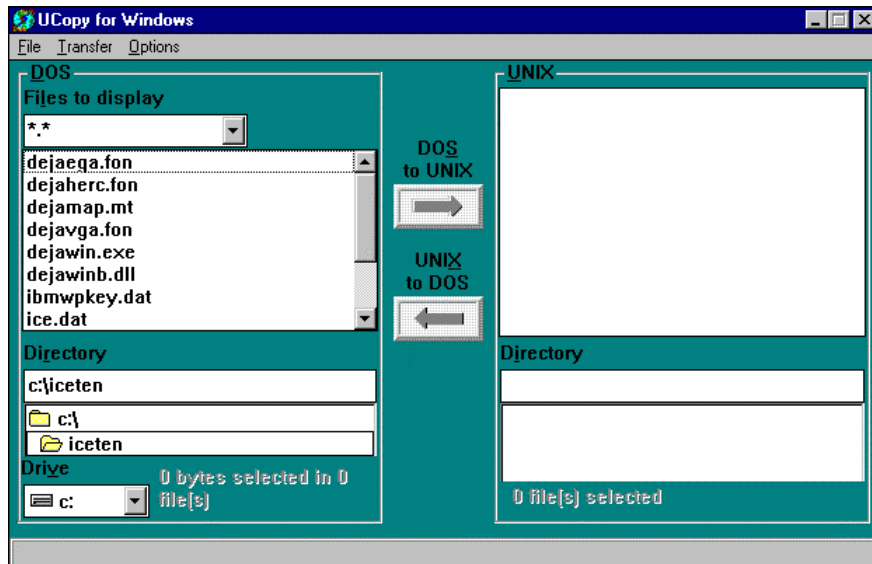 UCopy for Windows
File Transfer Options
DOS
Files to display
*.*
dejaega.fon
dejaherc.fon
dejamap.mt
dejavga.fon
dejawin.exe
dejawinb.dll
ibmwpkey.dat
ice.dat
Directory
c:\iceten
c:\
iceten
Drive
c:
0 bytes selected in 0
file(s)
DOS
to UNIX
UNIX
to DOS
UNIX
Directory
0 file(s) selected